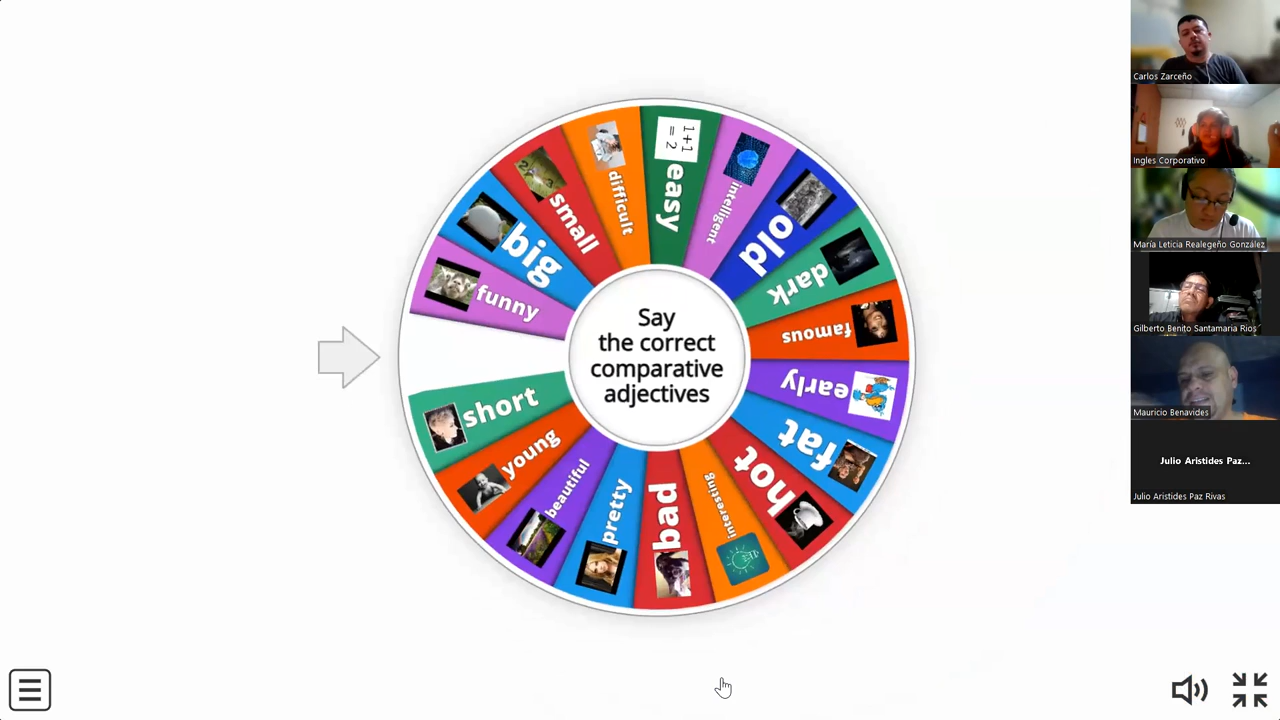 Say
the correct
comparative
adjectives
easy
1+1
= 2
intelligent
old
dark
famous
early
fat
hot
interesting
bad
pretty
beautiful
young
short
funny
big
small
difficult
Carlos Zarceño
Ingles Corporativo
María Leticia Realegeño González
Gilberto Benito Santamaria Rios
Mauricio Benavides
Julio Aristides Paz...
Julio Aristides Paz Rivas